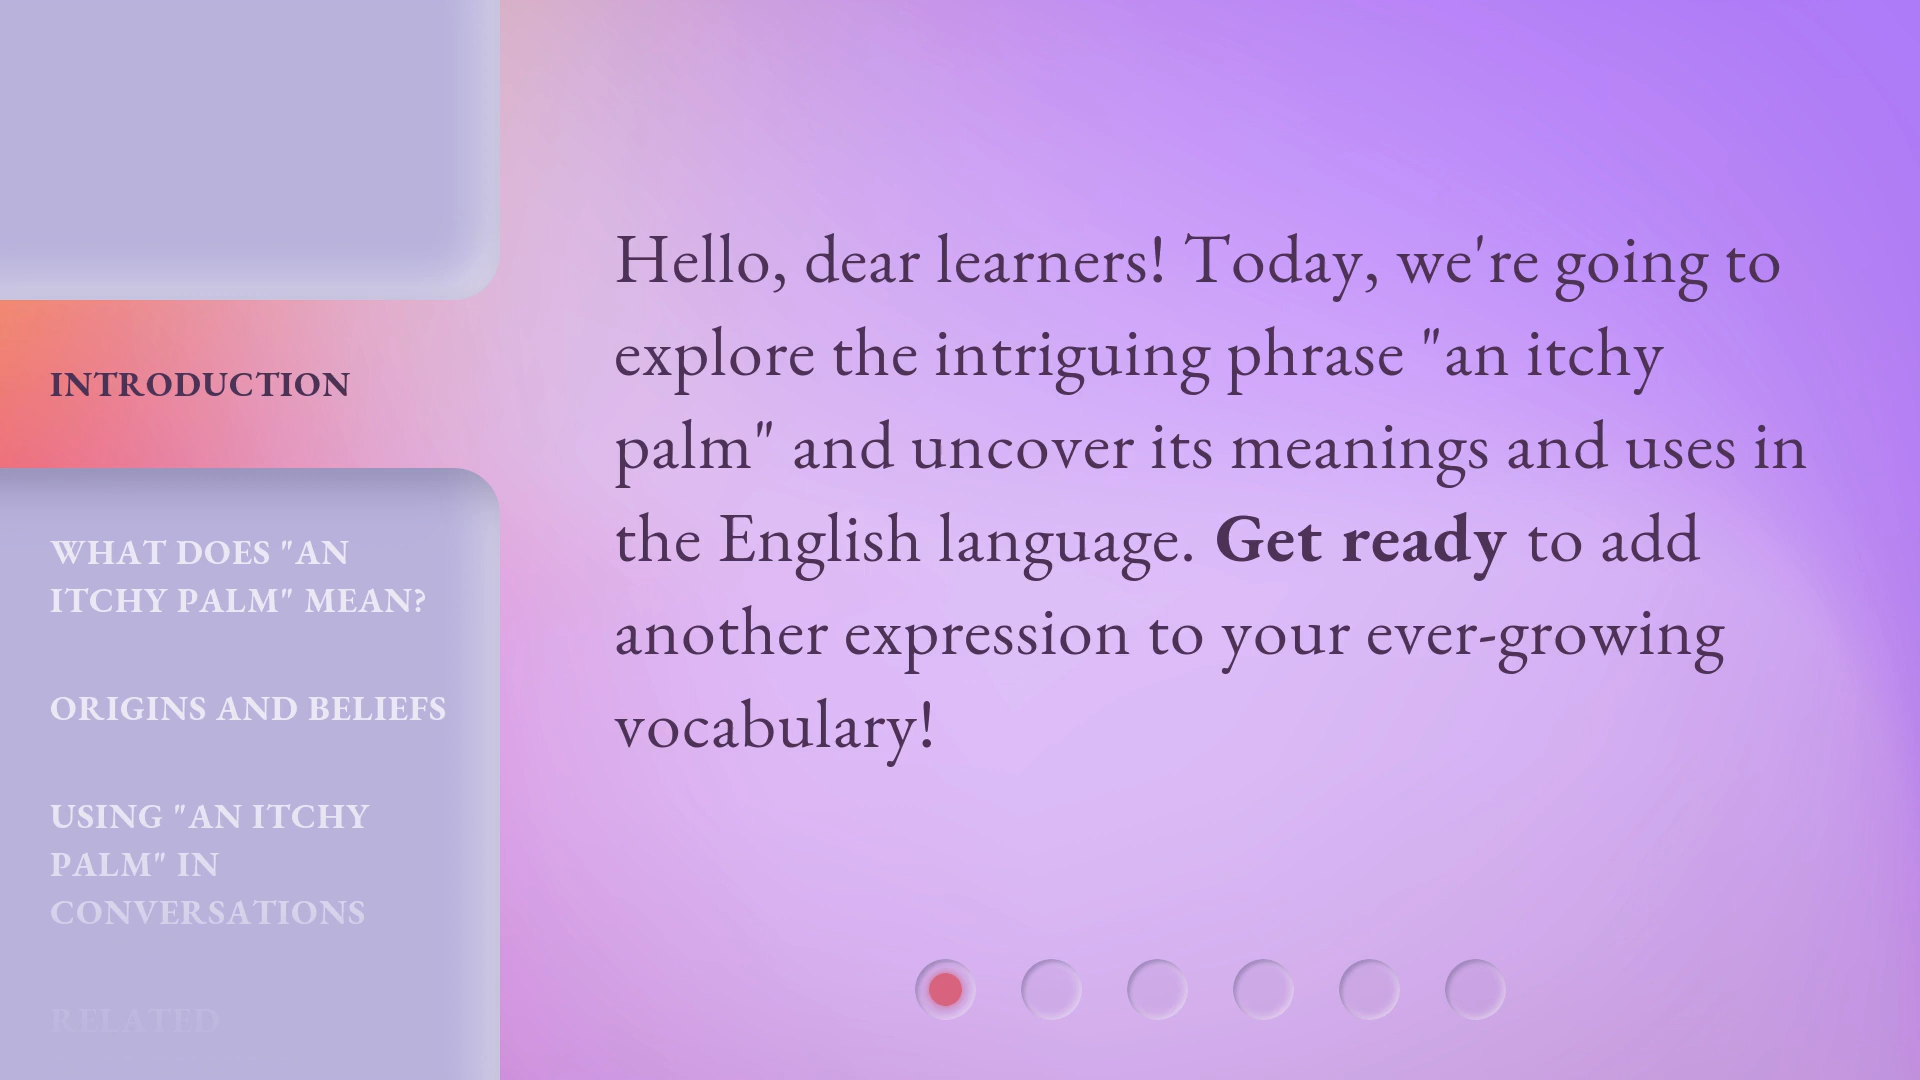 INTRODUCTION
WHAT DOES "AN
ITCHY PALM" MEAN?
ORIGINS AND BELIEFS
USING "AN ITCHY
PALM" IN
CONVERSATIONS
RELATED
Hello, dear learners! Today, we're going to
explore the intriguing phrase "an itchy
palm" and uncover its meanings and uses in
the English language. Get ready to add
another expression to your ever-growing
vocabulary!